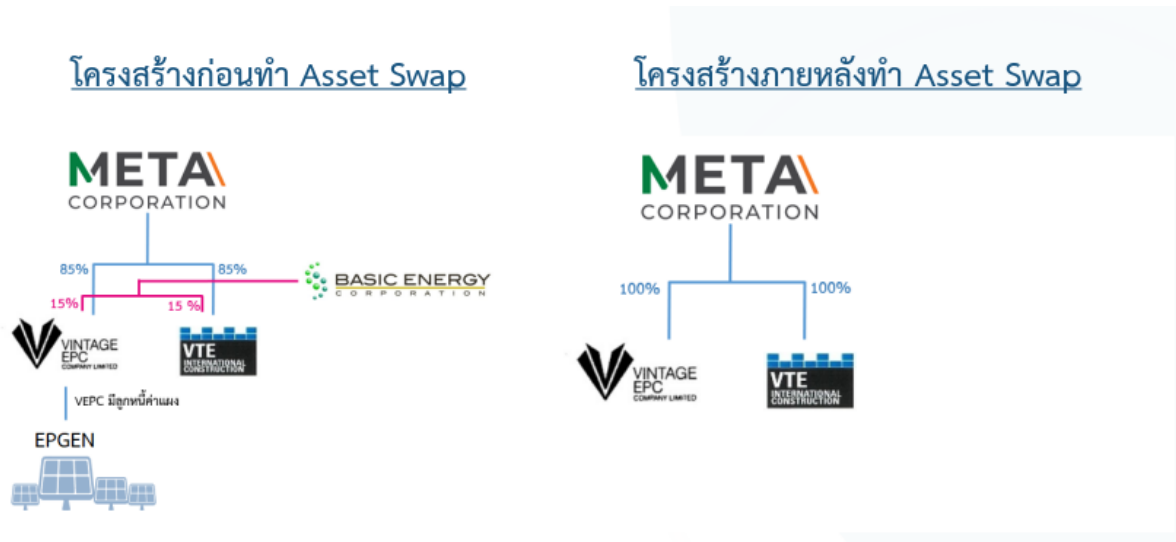 โครงสร้างก่อนทำ Asset Swap
META
CORPORATION
85%
85%
BASIC ENERGY
CORPORATION
15%
15 %
VINTAGE
EPC
COMPANY LIMITED
VTE
INTERNATIONAL
CONSTRUCTION
VEPC มีลูกหนี้ค่าแผง
EPGEN
โครงสร้างภายหลังทำ Asset Swap
META
CORPORATION
100%
100%
VINTAGE
EPC
COMPANY LIMITED
VTE
INTERNATIONAL
CONSTRUCTION